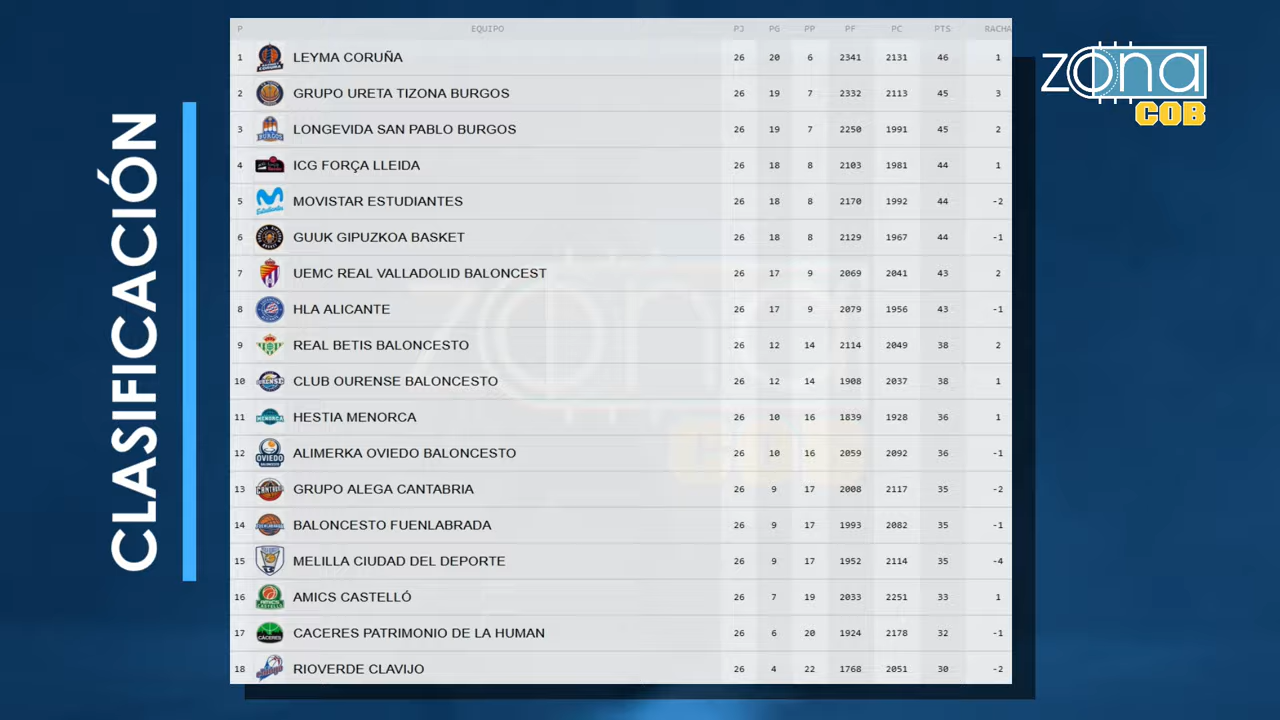 CLASIFICACIÓN
P EQUIPO PJ PG PP PF PC PTS RACHA
1 LEYMA CORUÑA 26 20 6 2341 2131 46 1
2 GRUPO URETA TIZONA BURGOS 26 19 7 2332 2113 45 3
3 LONGEVIDA SAN PABLO BURGOS 26 19 7 2250 1991 45 2
4 ICG FORÇA LLEIDA 26 18 8 2103 1981 44 1
5 MOVISTAR ESTUDIANTES 26 18 8 2170 1992 44 -2
6 GUUK GIPUZKOA BASKET 26 18 8 2129 1967 44 -1
7 UEMC REAL VALLADOLID BALONCEST 26 17 9 2069 2041 43 2
8 HLA ALICANTE 26 17 9 2079 1956 43 -1
9 REAL BETIS BALONCESTO 26 12 14 2114 2049 38 2
10 CLUB OURENSE BALONCESTO 26 12 14 1908 2037 38 1
11 HESTIA MENORCA 26 10 16 1839 1928 36 1
12 ALIMERKA OVIEDO BALONCESTO 26 10 16 2059 2092 36 -1
13 GRUPO ALEGA CANTABRIA 26 9 17 2008 2117 35 -2
14 BALONCESTO FUENLABRADA 26 9 17 1993 2082 35 -1
15 MELILLA CIUDAD DEL DEPORTE 26 9 17 1952 2114 35 -4
16 AMICS CASTELLÓ 26 7 19 2033 2251 33 1
17 CACERES PATRIMONIO DE LA HUMAN 26 6 20 1924 2178 32 -1
18 RIOVERDE CLAVIJO 26 4 22 1768 2051 30 -2
zona
COB